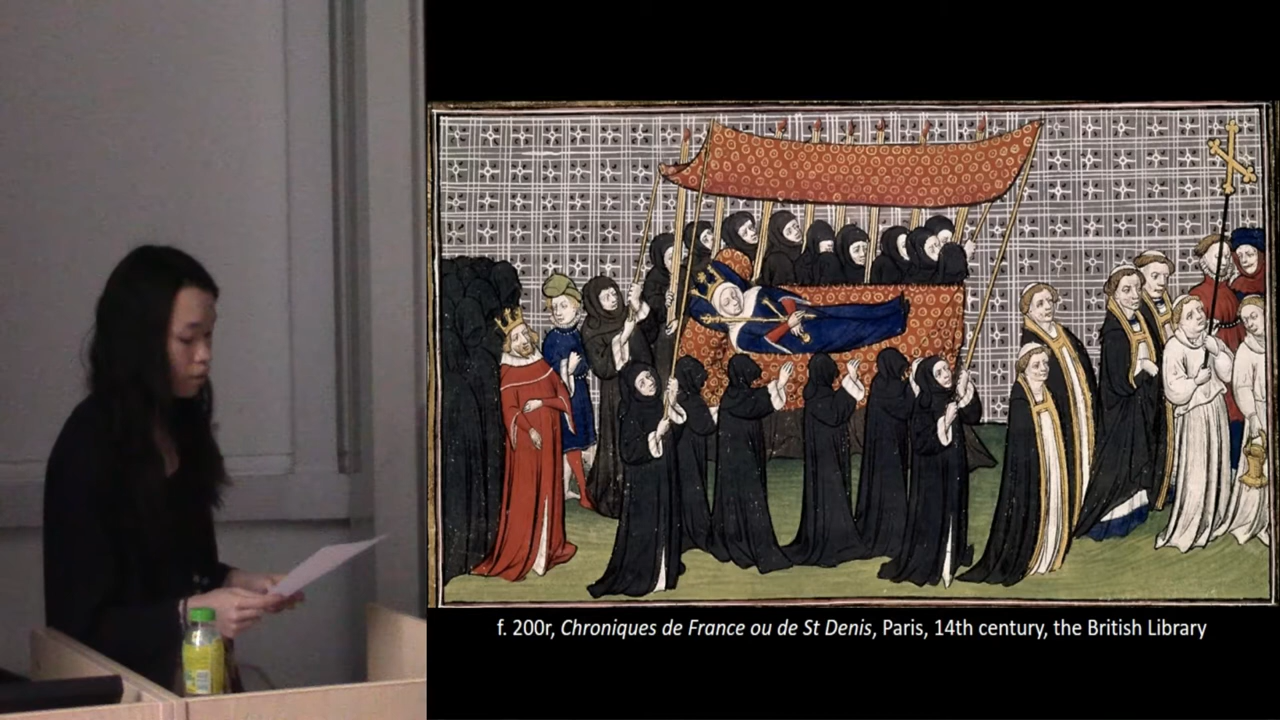 f. 200r, Chroniques de France ou de St Denis, Paris, 14th century, the British Library